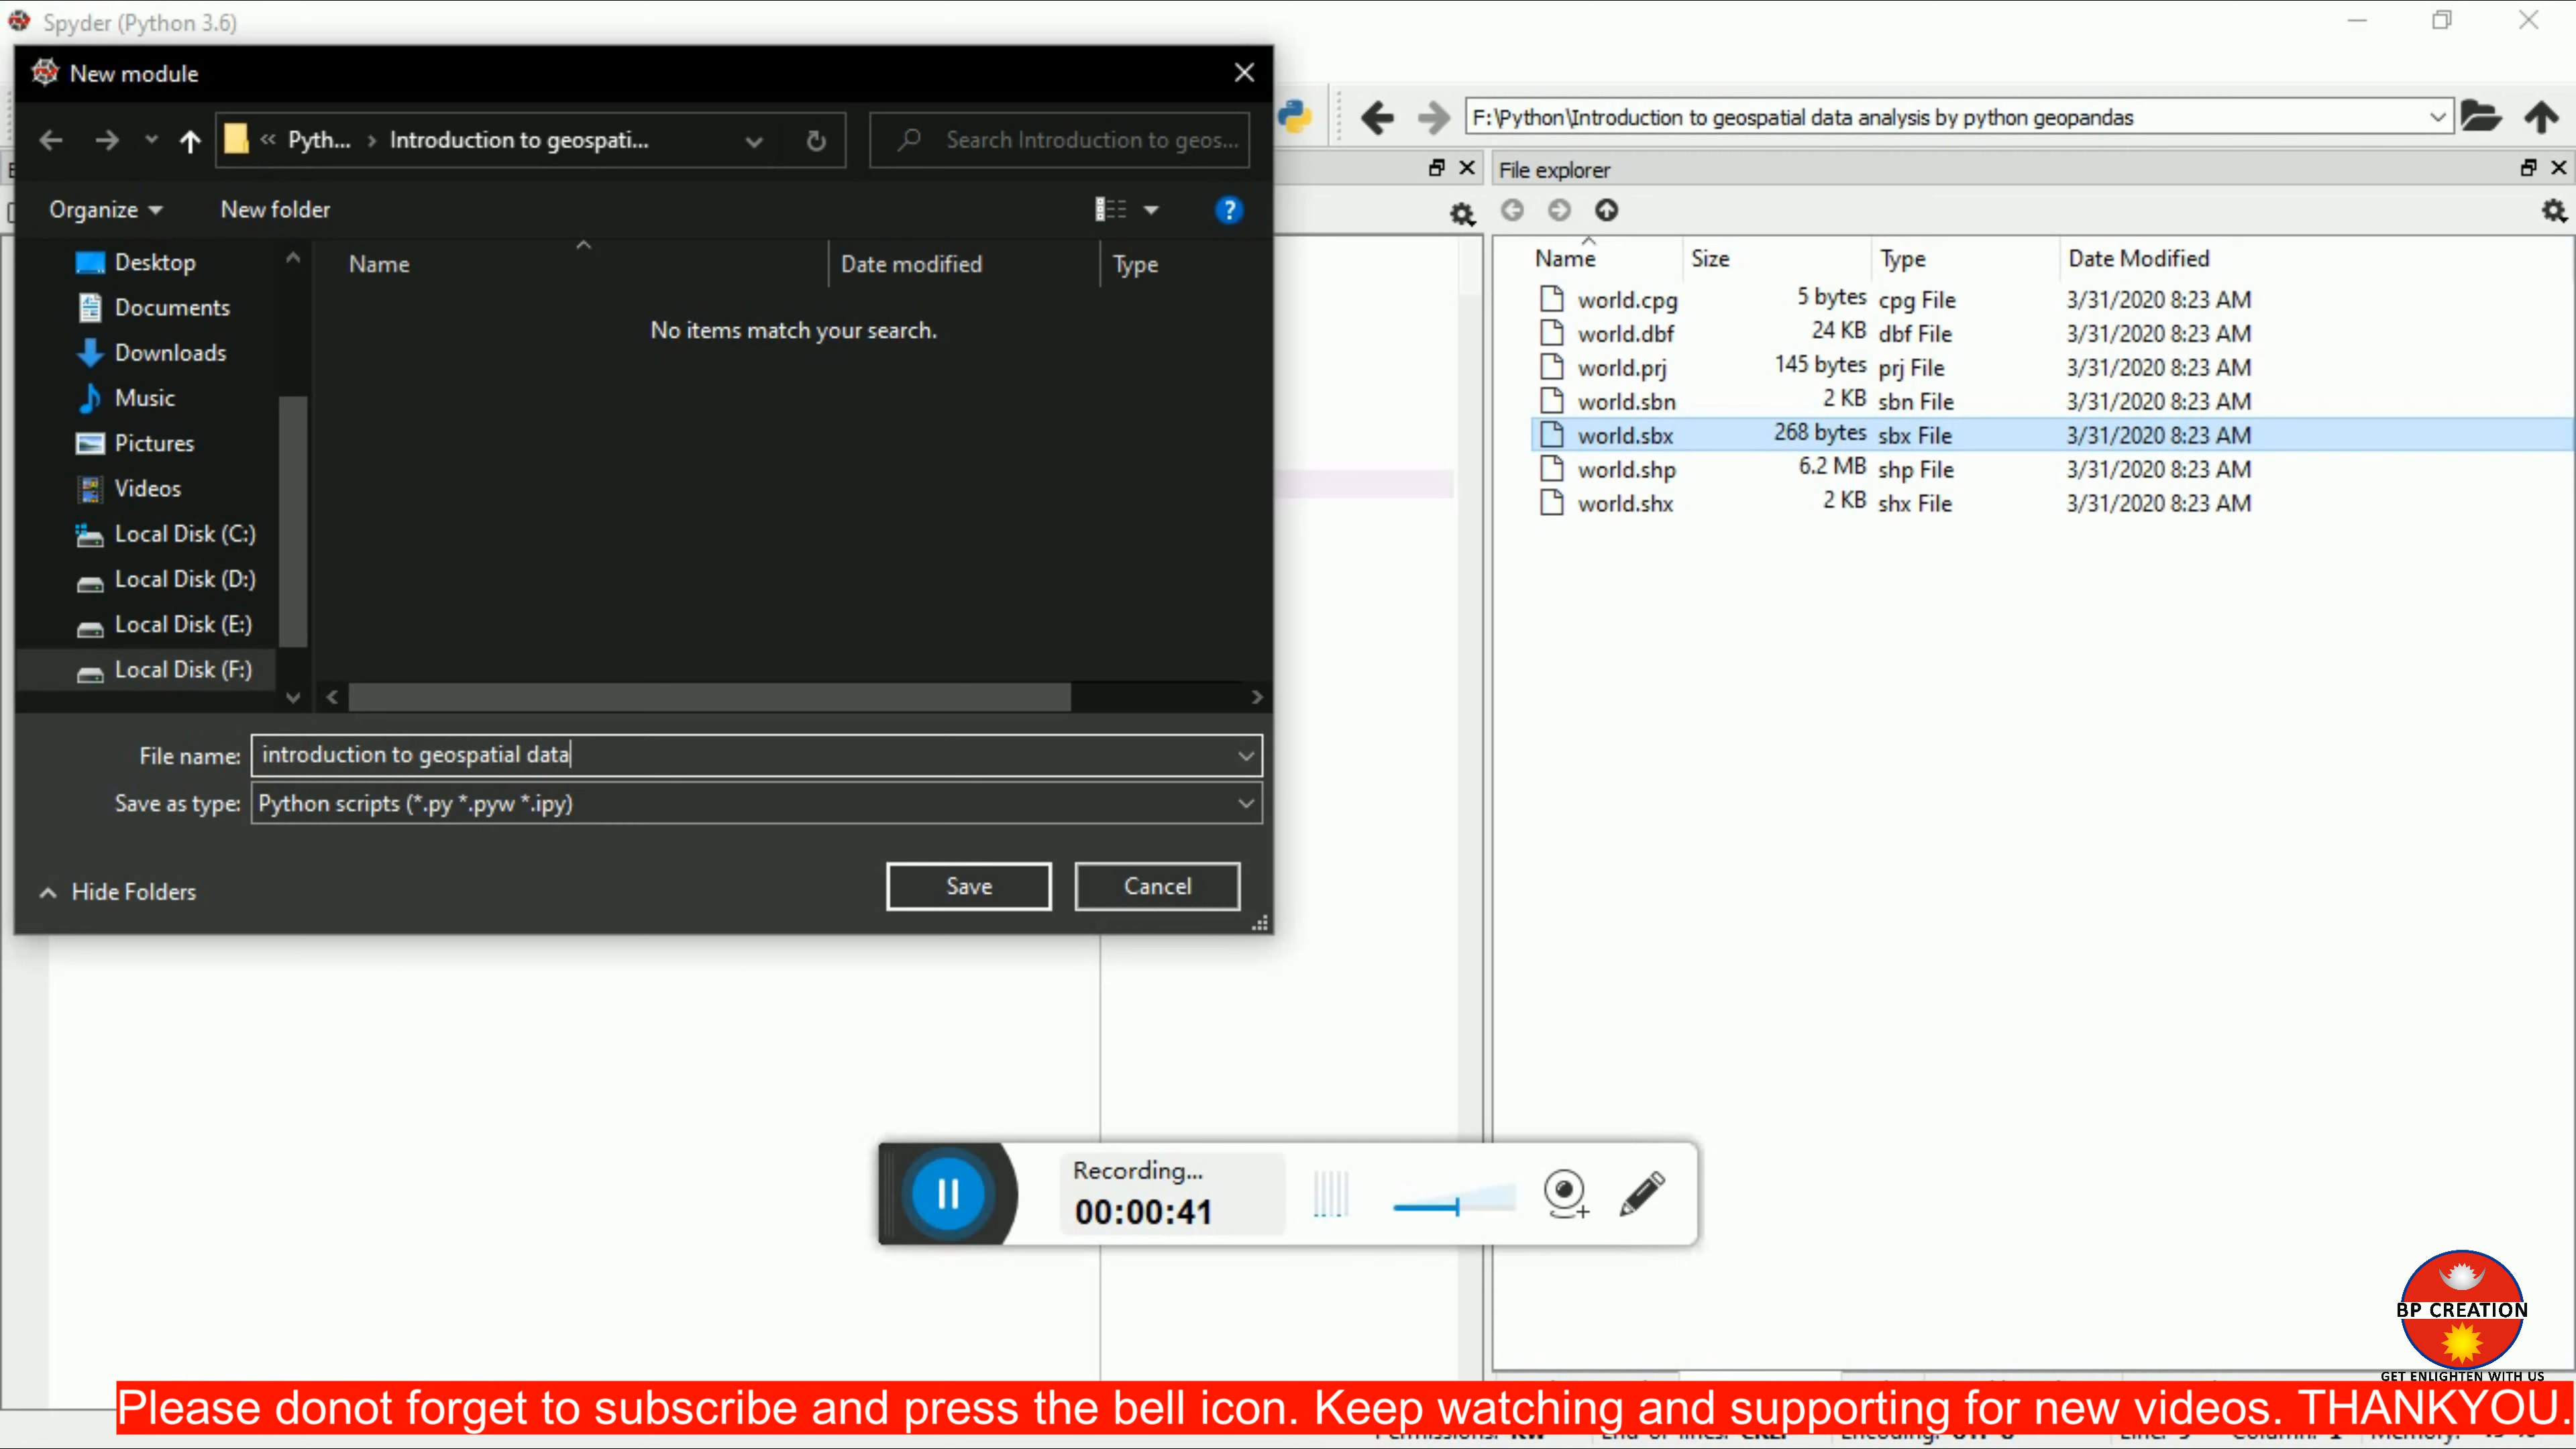 Spyder (Python 3.6)
New module
« Pyth... › Introduction to geospati...
Search Introduction to geos...
F:\Python\Introduction to geospatial data analysis by python geopandas
File explorer
Organize
New folder
?
Name
Date modified
Type
No items match your search.
Desktop
Documents
Downloads
Music
Pictures
Videos
Local Disk (C:)
Local Disk (D:)
Local Disk (E:)
Local Disk (F:)
File name: introduction to geospatial data
Save as type: Python scripts (*.py *.pyw *.ipy)
Hide Folders
Save
Cancel
Name Size Type Date Modified
world.cpg 5 bytes cpg File 3/31/2020 8:23 AM
world.dbf 24 KB dbf File 3/31/2020 8:23 AM
world.prj 145 bytes prj File 3/31/2020 8:23 AM
world.sbn 2 KB sbn File 3/31/2020 8:23 AM
world.sbx 268 bytes sbx File 3/31/2020 8:23 AM
world.shp 6.2 MB shp File 3/31/2020 8:23 AM
world.shx 2 KB shx File 3/31/2020 8:23 AM
Recording...
00:00:41
BP CREATION
GET ENLIGHTEN WITH US
Please donot forget to subscribe and press the bell icon. Keep watching and supporting for new videos. THANKYOU.